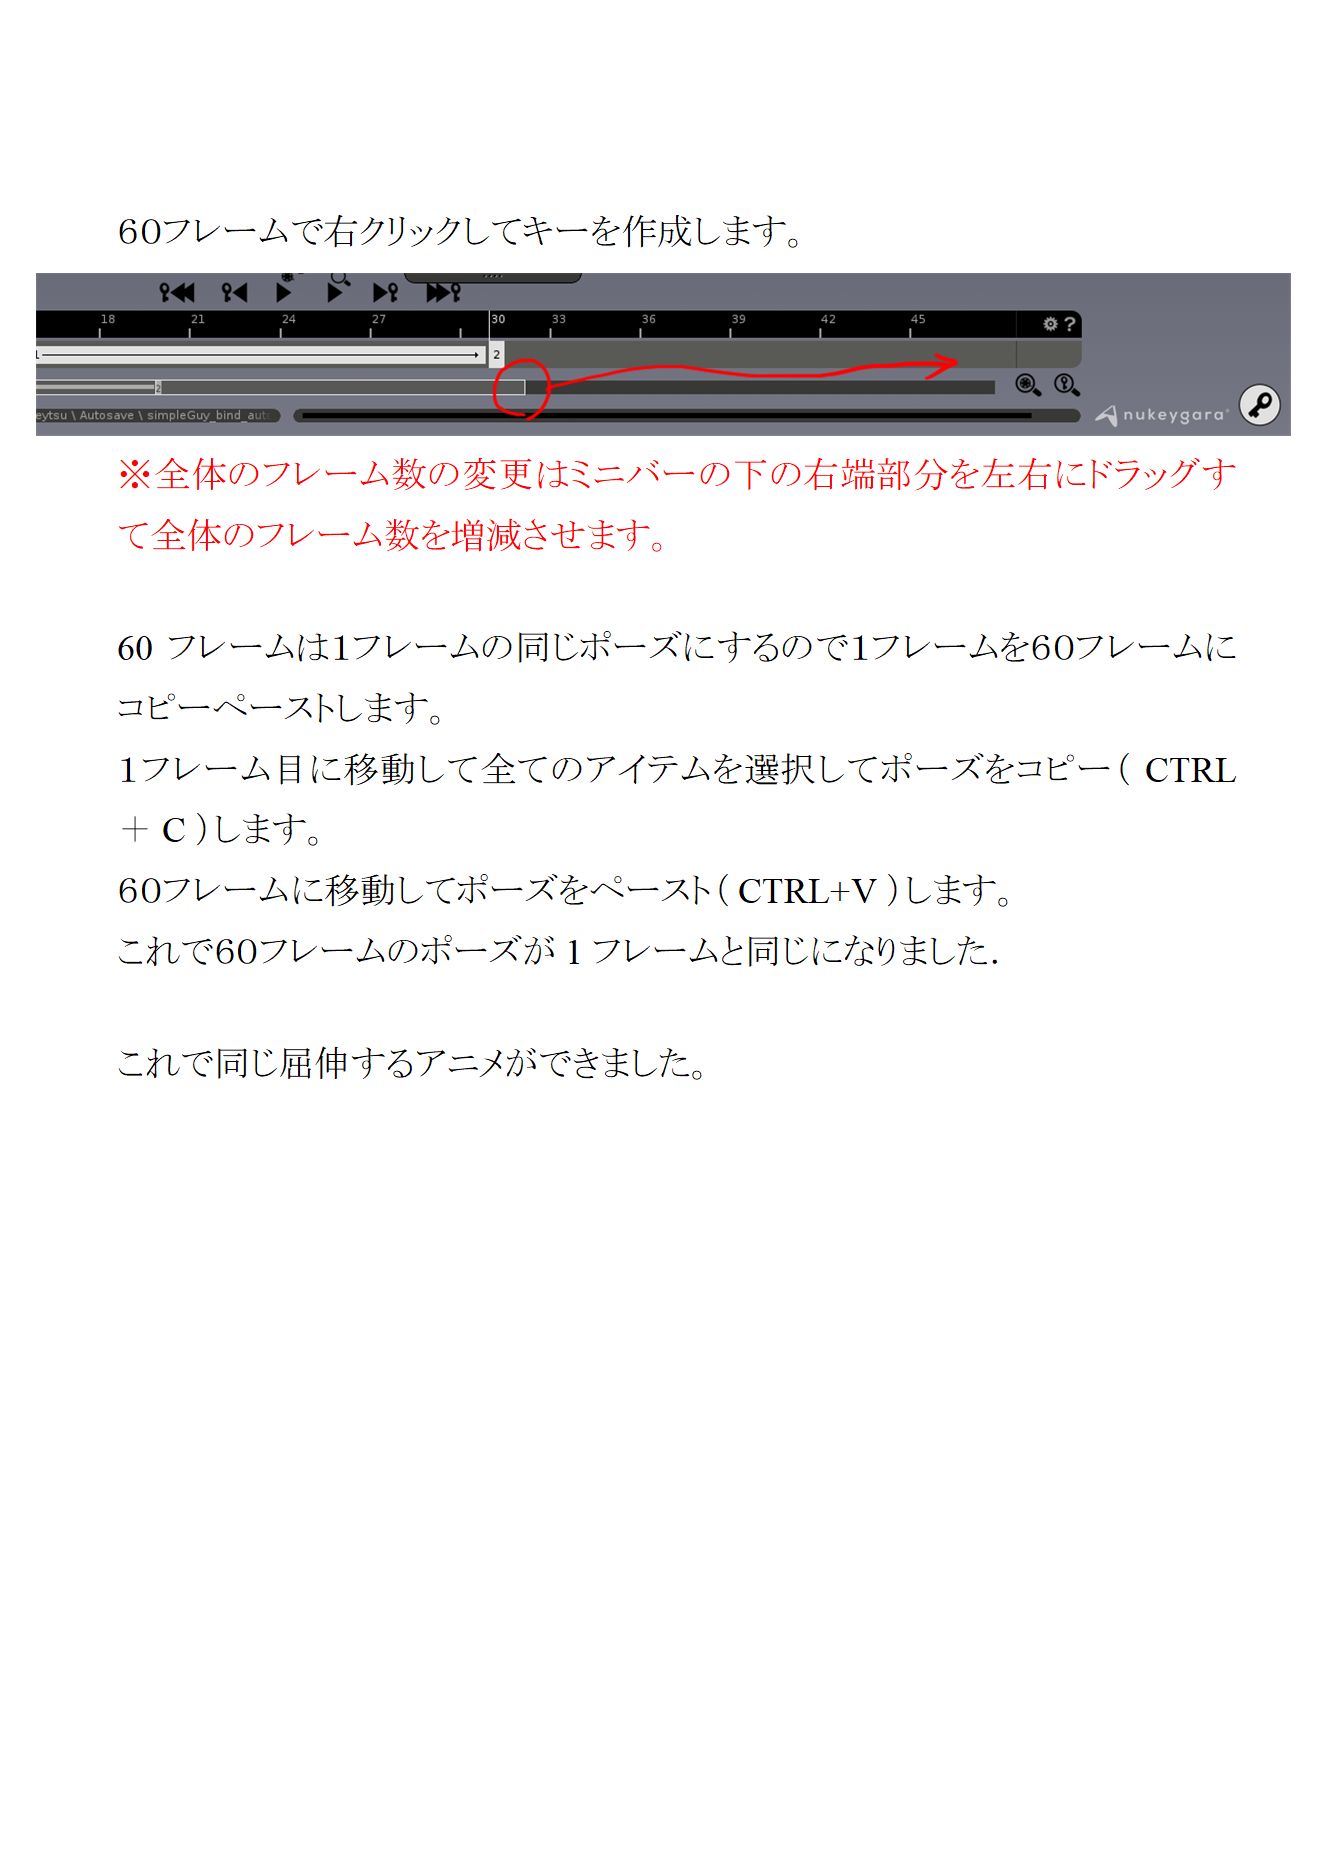 ６０フレームで右クリックしてキーを作成します。
18 21 24 27 30 33 36 39 42 45 ?
1 2
2
eytsu \ Autosave \ simpleGuy_bind_aut
nukeygara
※全体のフレーム数の変更はミニバーの下の右端部分を左右にドラッグす
て全体のフレーム数を増減させます。
60 フレームは１フレームの同じポーズにするので１フレームを６０フレームに
コピーペーストします。
１フレーム目に移動して全てのアイテムを選択してポーズをコピー（ CTRL
＋ C ）します。
６０フレームに移動してポーズをペースト（ CTRL+V ）します。
これで６０フレームのポーズが 1 フレームと同じになりました.
これで同じ屈伸するアニメができました。